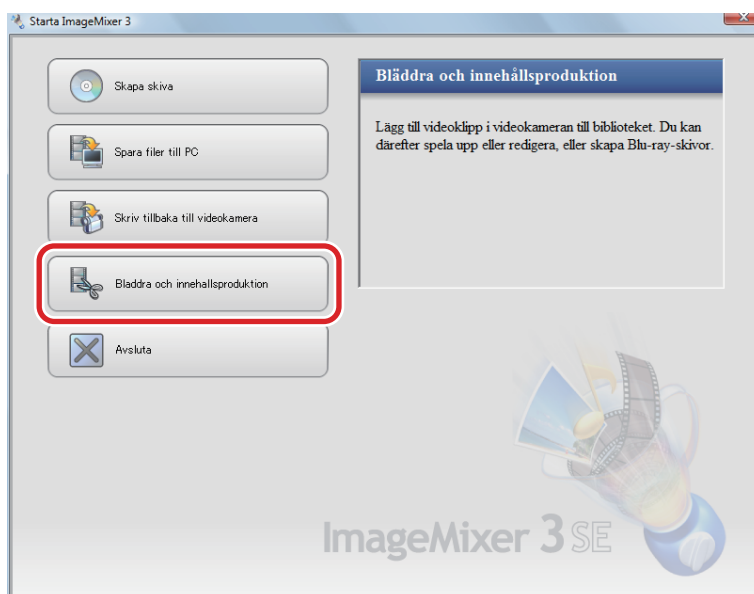 Starta ImageMixer 3
Skapa skiva
Spara filer till PC
Skriv tillbaka till videokamera
Bladdra och innehallsproduktion
Avsluta
Bläddra och innehållsproduktion
Lägg till videoklipp i videokameran till biblioteket. Du kan
därefter spela upp eller redigera, eller skapa Blu-ray-skivor.
ImageMixer 3 SE